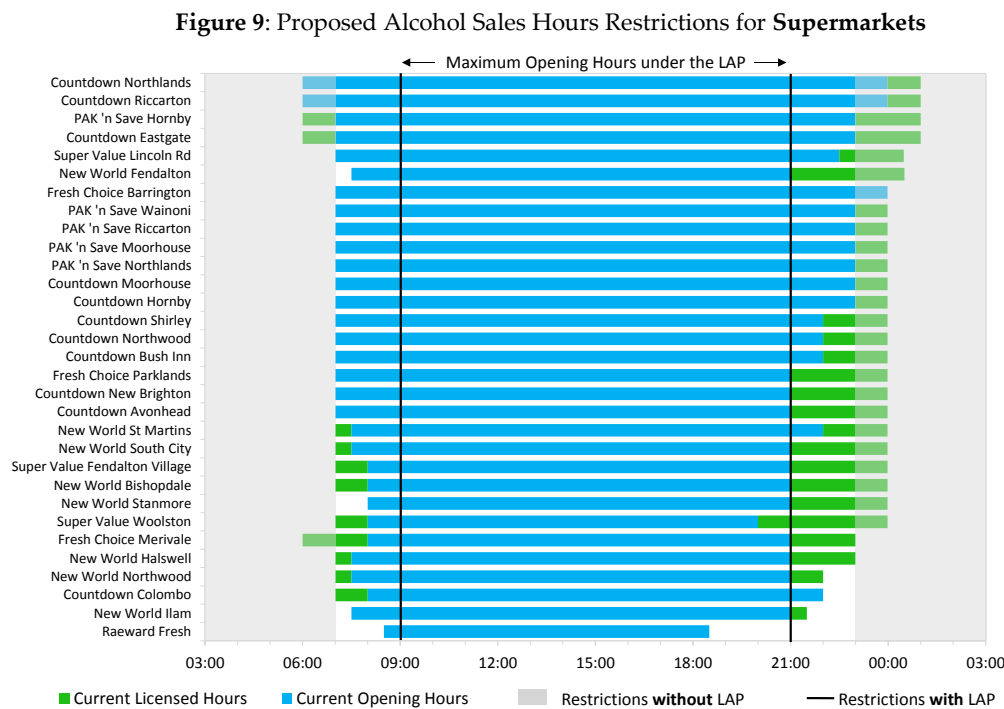 Figure 9: Proposed Alcohol Sales Hours Restrictions for Supermarkets
Maximum Opening Hours under the LAP
Countdown Northlands
Countdown Riccarton
PAK 'n Save Hornby
Countdown Eastgate
Super Value Lincoln Rd
New World Fendalton
Fresh Choice Barrington
PAK 'n Save Wainoni
PAK 'n Save Riccarton
PAK 'n Save Moorhouse
PAK 'n Save Northlands
Countdown Moorhouse
Countdown Hornby
Countdown Shirley
Countdown Northwood
Countdown Bush Inn
Fresh Choice Parklands
Countdown New Brighton
Countdown Avonhead
New World St Martins
New World South City
Super Value Fendalton Village
New World Bishopdale
New World Stanmore
Super Value Woolston
Fresh Choice Merivale
New World Halswell
New World Northwood
Countdown Colombo
New World Ilam
Raeward Fresh
03:00 06:00 09:00 12:00 15:00 18:00 21:00 00:00 03:00
Current Licensed Hours Current Opening Hours Restrictions without LAP Restrictions with LAP